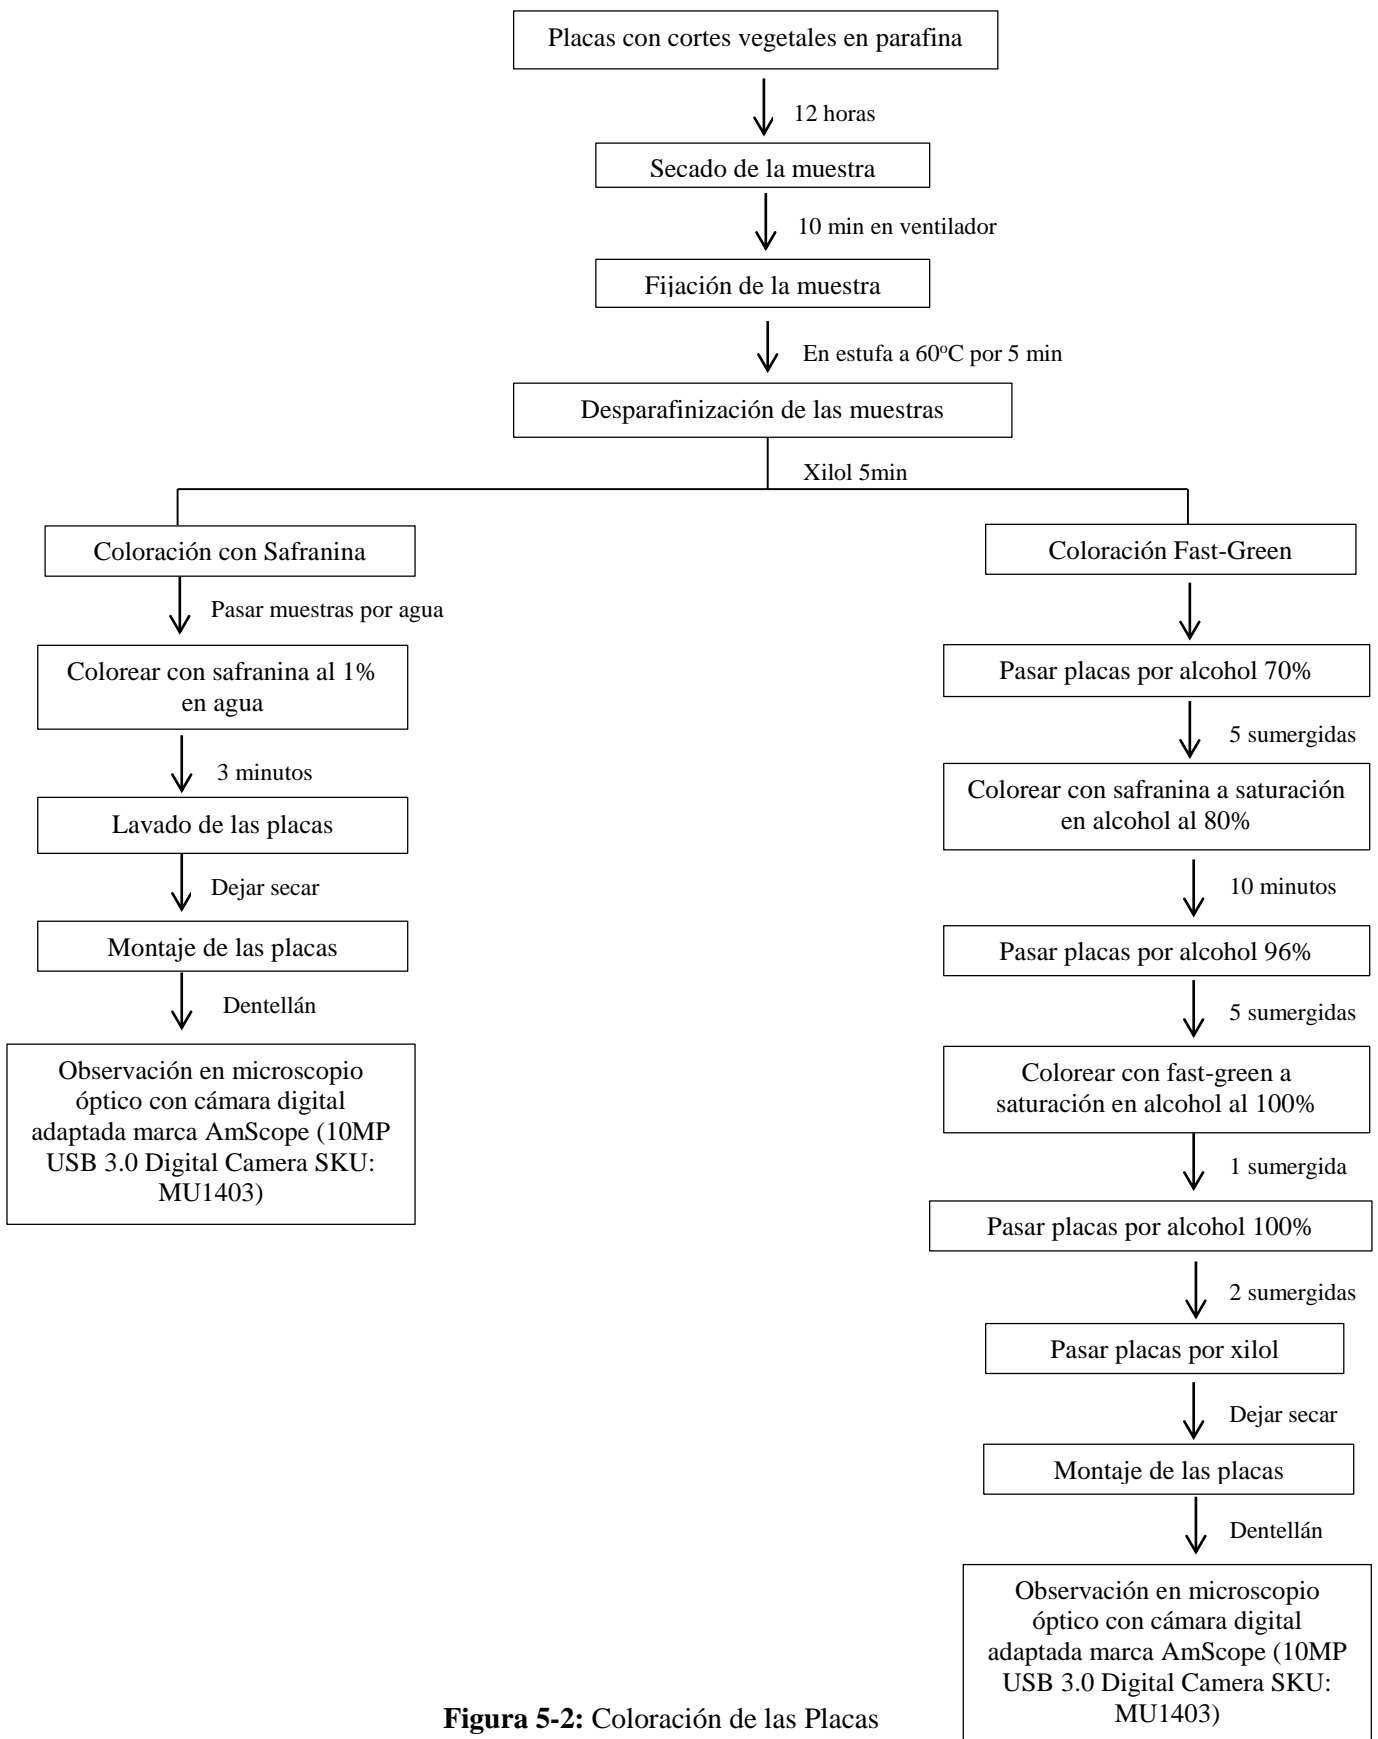 Placas con cortes vegetales en parafina
12 horas
Secado de la muestra
10 min en ventilador
Fijación de la muestra
En estufa a 60°C por 5 min
Desparafinización de las muestras
Xilol 5min
Coloración con Safranina
Pasar muestras por agua
Colorear con safranina al 1%
en agua
3 minutos
Lavado de las placas
Dejar secar
Montaje de las placas
Dentellán
Observación en microscopio
óptico con cámara digital
adaptada marca AmScope (10MP
USB 3.0 Digital Camera SKU:
MU1403)
Coloración Fast-Green
Pasar placas por alcohol 70%
5 sumergidas
Colorear con safranina a saturación
en alcohol al 80%
10 minutos
Pasar placas por alcohol 96%
5 sumergidas
Colorear con fast-green a
saturación en alcohol al 100%
1 sumergida
Pasar placas por alcohol 100%
2 sumergidas
Pasar placas por xilol
Dejar secar
Montaje de las placas
Dentellán
Observación en microscopio
óptico con cámara digital
adaptada marca AmScope (10MP
USB 3.0 Digital Camera SKU:
MU1403)
Figura 5-2: Coloración de las Placas